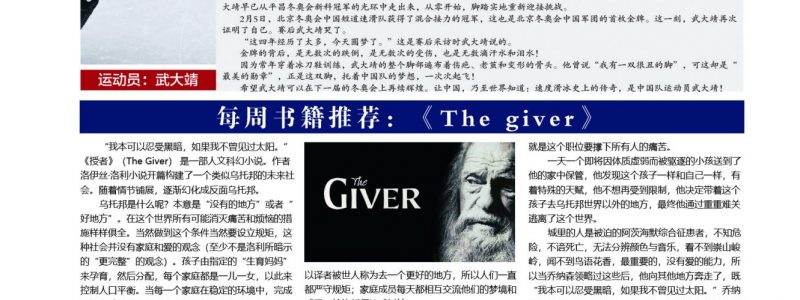 大靖早已从平昌冬奥会新科冠军的光环中走出来，从零开始，脚踏实地重新迎接挑战。
2月5日，北京冬奥会中国短道速滑队获得了混合接力的冠军，这也是北京冬奥会中国军团的首枚金牌。这一刻，武大靖再次
证明了自己。赛后武大靖哭了。
“这四年经历了太多，今天圆梦了。”这是赛后采访时武大靖说的。
金牌的背后，是无数次的跌倒，是无数次的受伤，也是无数滴汗水和泪水！
因为常年穿着冰刀鞋训练，武大靖的整个脚部遍布着伤疤、老茧和变形的骨头。他曾说“我有一双很丑的脚”，可这却是“
最美的勋章”，正是这双脚，托着中国队的梦想，一次次起飞！
希望武大靖可以在下一届的冬奥会上再续辉煌。让中国，乃至世界知道：速度滑冰史上的传奇，是中国队运动员武大靖！
运动员：武大靖
每周书籍推荐：《The giver》
“我本可以忍受黑暗，如果我不曾见过太阳。”
《授者》（The Giver）是一部人文科幻小说。作者
洛伊丝·洛利小说开篇构建了一个类似乌托邦的未来社
会。随着情节铺展，逐渐幻化成反面乌托邦。
乌托邦是什么呢？本意是“没有的地方”或者“
好地方”。在这个世界所有可能消灭痛苦和烦恼的措
施样样俱全。当然做到这个条件当然要设立规矩，这
种社会并没有家庭和爱的观念（至少不是洛利所暗示
的“更完整”的观念）。孩子由指定的“生育妈妈”
来孕育，然后分配，每个家庭都是一儿一女，以此来
控制人口平衡。当每一个家庭在稳定的环境中，完成
The
GIVER
以译者被世人称为去一个更好的地方，所以人们一直
都严守规矩；家庭成员每天都相互交流他们的梦境和
就是这个职位要撑下所有人的痛苦。
一天一个即将因体质虚弱而被驱逐的小孩送到了
他的家中保管，他发现这个孩子一样和自己一样，有
着特殊的天赋，他不想再受到限制，他决定带着这个
孩子去乌托邦世界以外的地方，最终他通过重重难关
逃离了这个世界。
城里的人是被迫的阿茨海默综合征患者，不知危
险，不谙死亡，无法分辨颜色与音乐，看不到崇山峻
岭，闻不到鸟语花香，最重要的，没有爱的能力，所
以当乔纳森领略过这些后，他向其他地方奔走了，既
“我本可以忍受黑暗，如果我不曾见过太阳。”乔纳